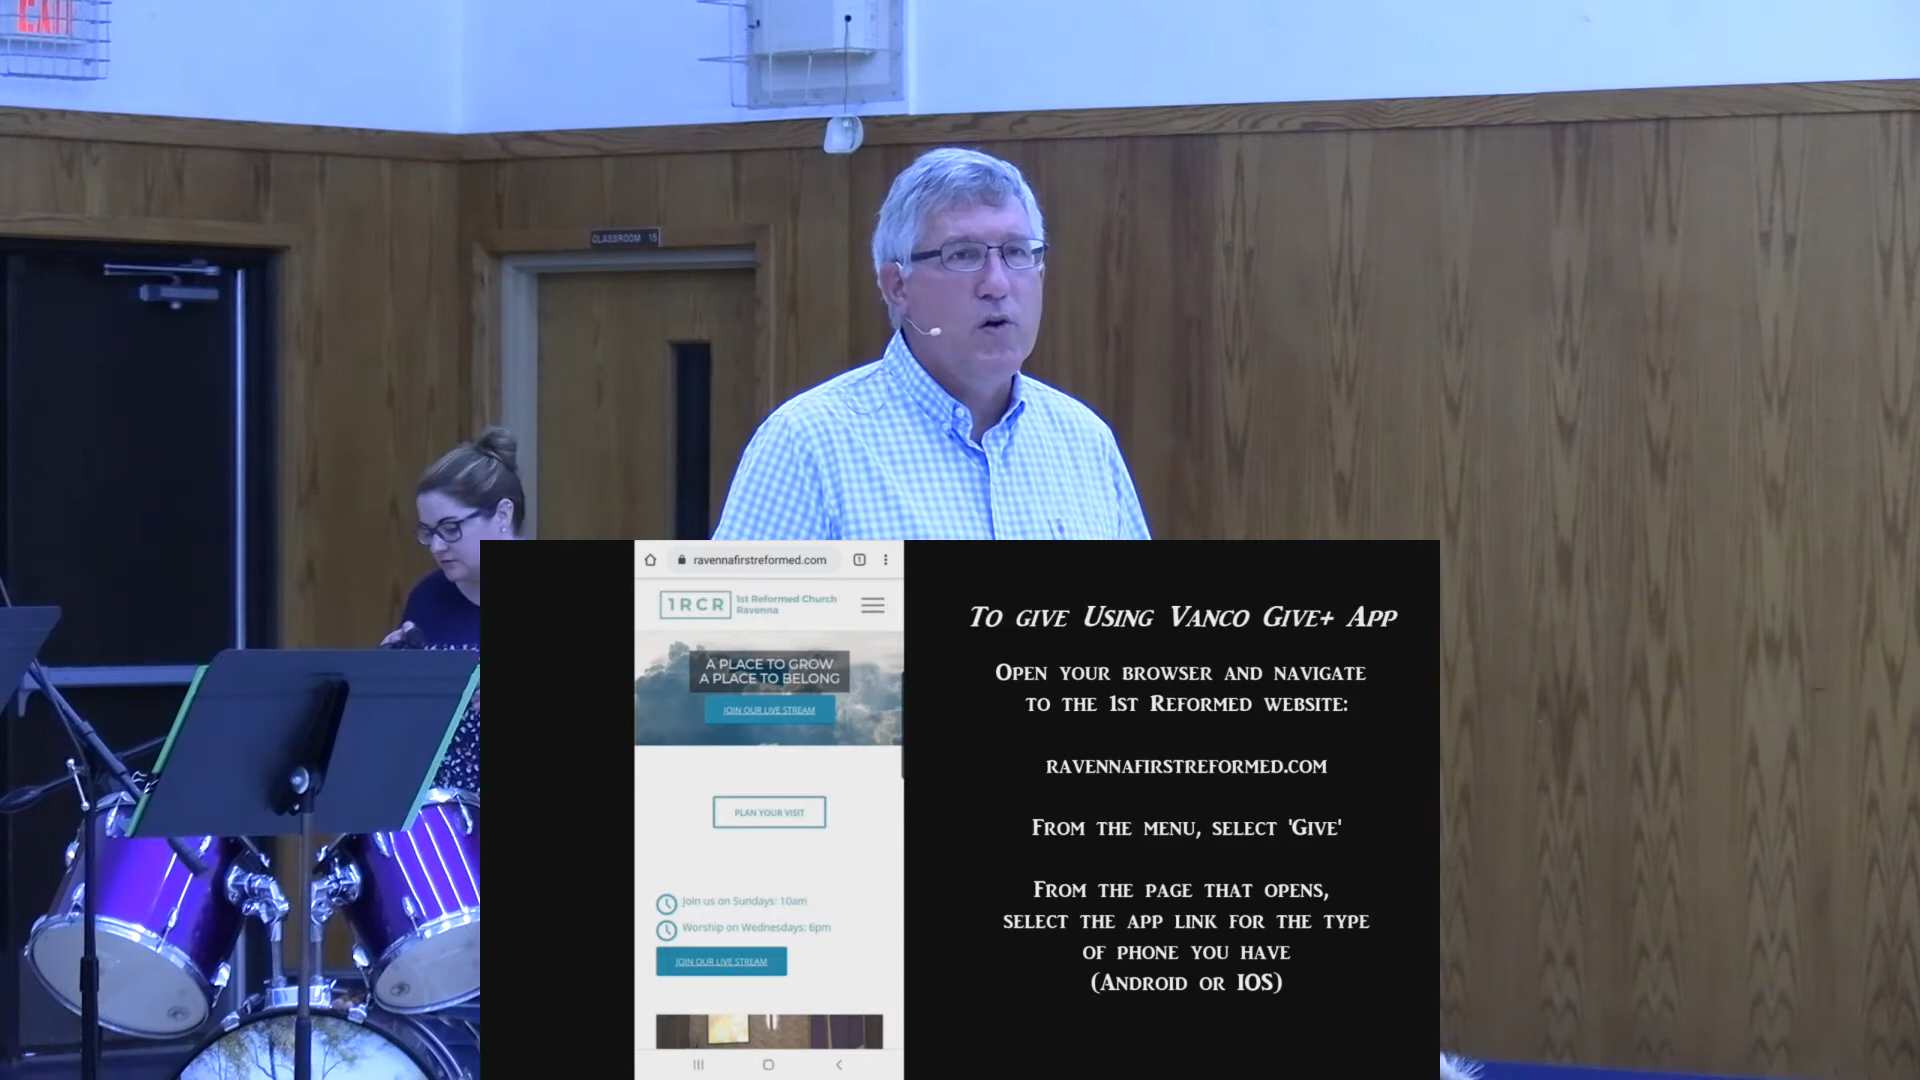 EXIT
CLASSROOM 15
ravennafirstreformed.com
1
1RCR
1st Reformed Church
Ravenna
A PLACE TO GROW
A PLACE TO BELONG
JOIN OUR LIVE STREAM
PLAN YOUR VISIT
Join us on Sundays: 10am
Worship on Wednesdays: 6pm
JOIN OUR LIVE STREAM
To give Using Vanco Give+ App
Open your browser and navigate
to the 1st Reformed website:
ravennafirstreformed.com
From the menu, select 'Give'
From the page that opens,
select the app link for the type
of phone you have
(Android or IOS)